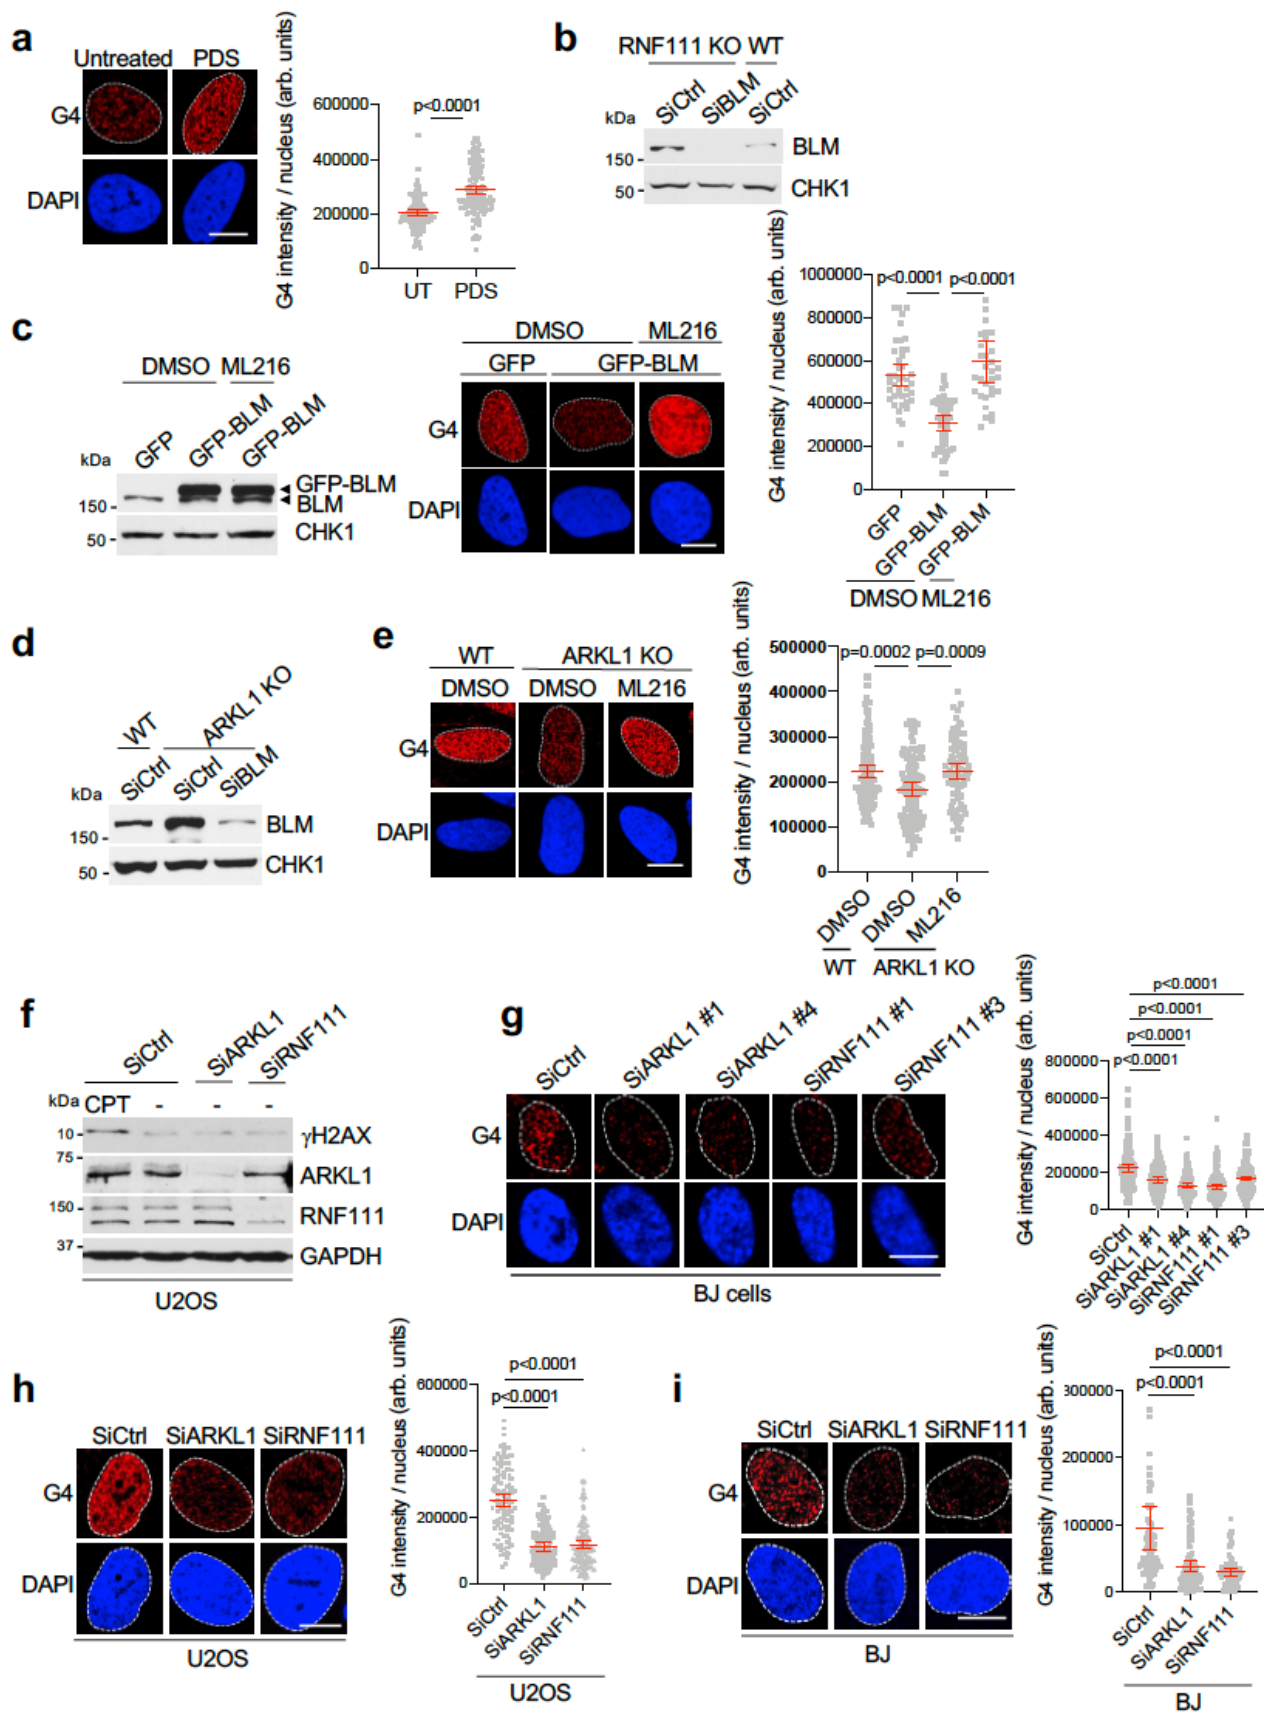 a
Untreated PDS
G4
DAPI
G4 intensity / nucleus (arb. units)
600000
400000
200000
0
p<0.0001
UT PDS
b
RNF111 KO WT
SiCtrl SiBLM SiCtrl
kDa
150
50
BLM
CHK1
c
DMSO ML216
GFP GFP-BLM GFP-BLM
kDa
150
50
GFP-BLM
BLM
CHK1
DMSO ML216
GFP GFP-BLM
G4
DAPI
G4 intensity / nucleus (arb. units)
1000000
800000
600000
400000
200000
0
p<0.0001 p<0.0001
GFP GFP-BLM GFP-BLM
DMSO ML216
d
WT ARKL1 KO
SiCtrl SiCtrl SiBLM
kDa
150
50
BLM
CHK1
e
WT ARKL1 KO
DMSO DMSO ML216
G4
DAPI
G4 intensity / nucleus (arb. units)
500000
400000
300000
200000
100000
0
p=0.0002 p=0.0009
DMSO DMSO ML216
WT ARKL1 KO
f
SiCtrl SiARKL1 SiRNF111
kDa CPT - - -
10
75
150
37
γH2AX
ARKL1
RNF111
GAPDH
U2OS
g
SiCtrl SiARKL1 #1 SiARKL1 #4 SiRNF111 #1 SiRNF111 #3
G4
DAPI
BJ cells
G4 intensity / nucleus (arb. units)
800000
600000
400000
200000
0
p<0.0001
p<0.0001
p<0.0001
p<0.0001
SiCtrl SiARKL1 #1 SiARKL1 #4 SiRNF111 #1 SiRNF111 #3
h
SiCtrl SiARKL1 SiRNF111
G4
DAPI
U2OS
G4 intensity / nucleus (arb. units)
600000
400000
200000
0
p<0.0001
p<0.0001
SiCtrl SiARKL1 SiRNF111
U2OS
i
SiCtrl SiARKL1 SiRNF111
G4
DAPI
BJ
G4 intensity / nucleus (arb. units)
300000
200000
100000
0
p<0.0001
p<0.0001
SiCtrl SiARKL1 SiRNF111
BJ